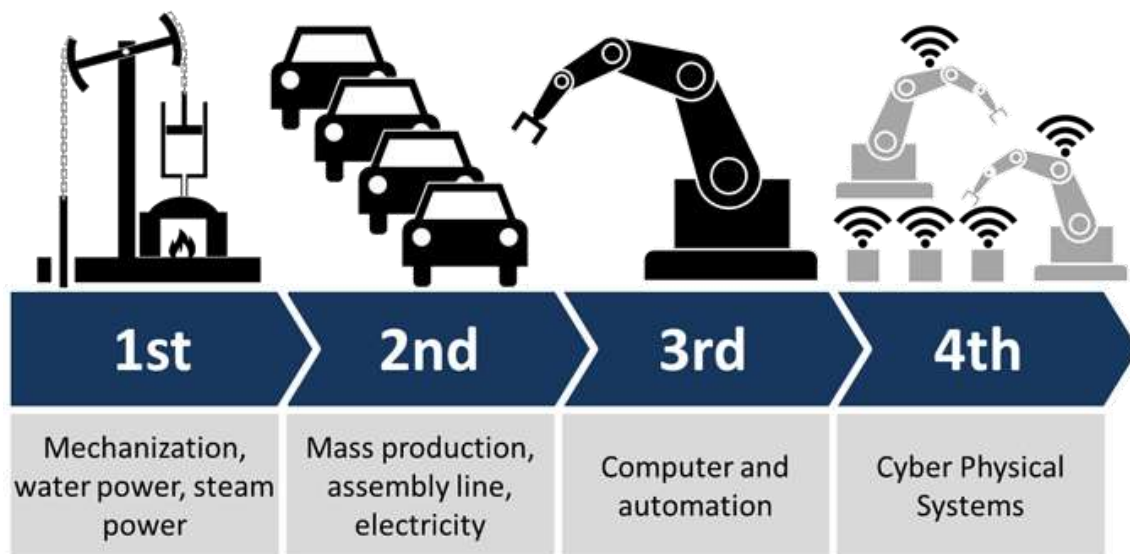 1st
2nd
3rd
4th
Mechanization,
water power, steam
power
Mass production,
assembly line,
electricity
Computer and
automation
Cyber Physical
Systems